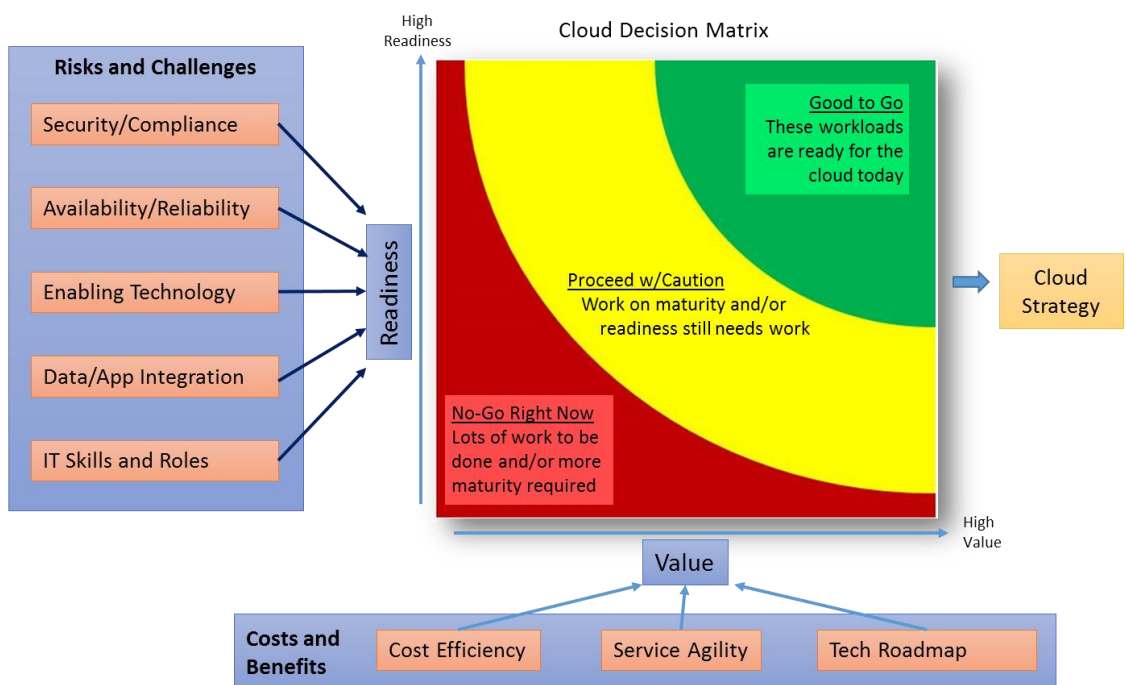 High
Readiness
Cloud Decision Matrix
Risks and Challenges
Security/Compliance
Availability/Reliability
Enabling Technology
Data/App Integration
IT Skills and Roles
Readiness
Good to Go
These workloads
are ready for the
cloud today
Proceed w/Caution
Work on maturity and/or
readiness still needs work
No-Go Right Now
Lots of work to be
done and/or more
maturity required
Cloud
Strategy
High
Value
Value
Costs and
Benefits
Cost Efficiency
Service Agility
Tech Roadmap